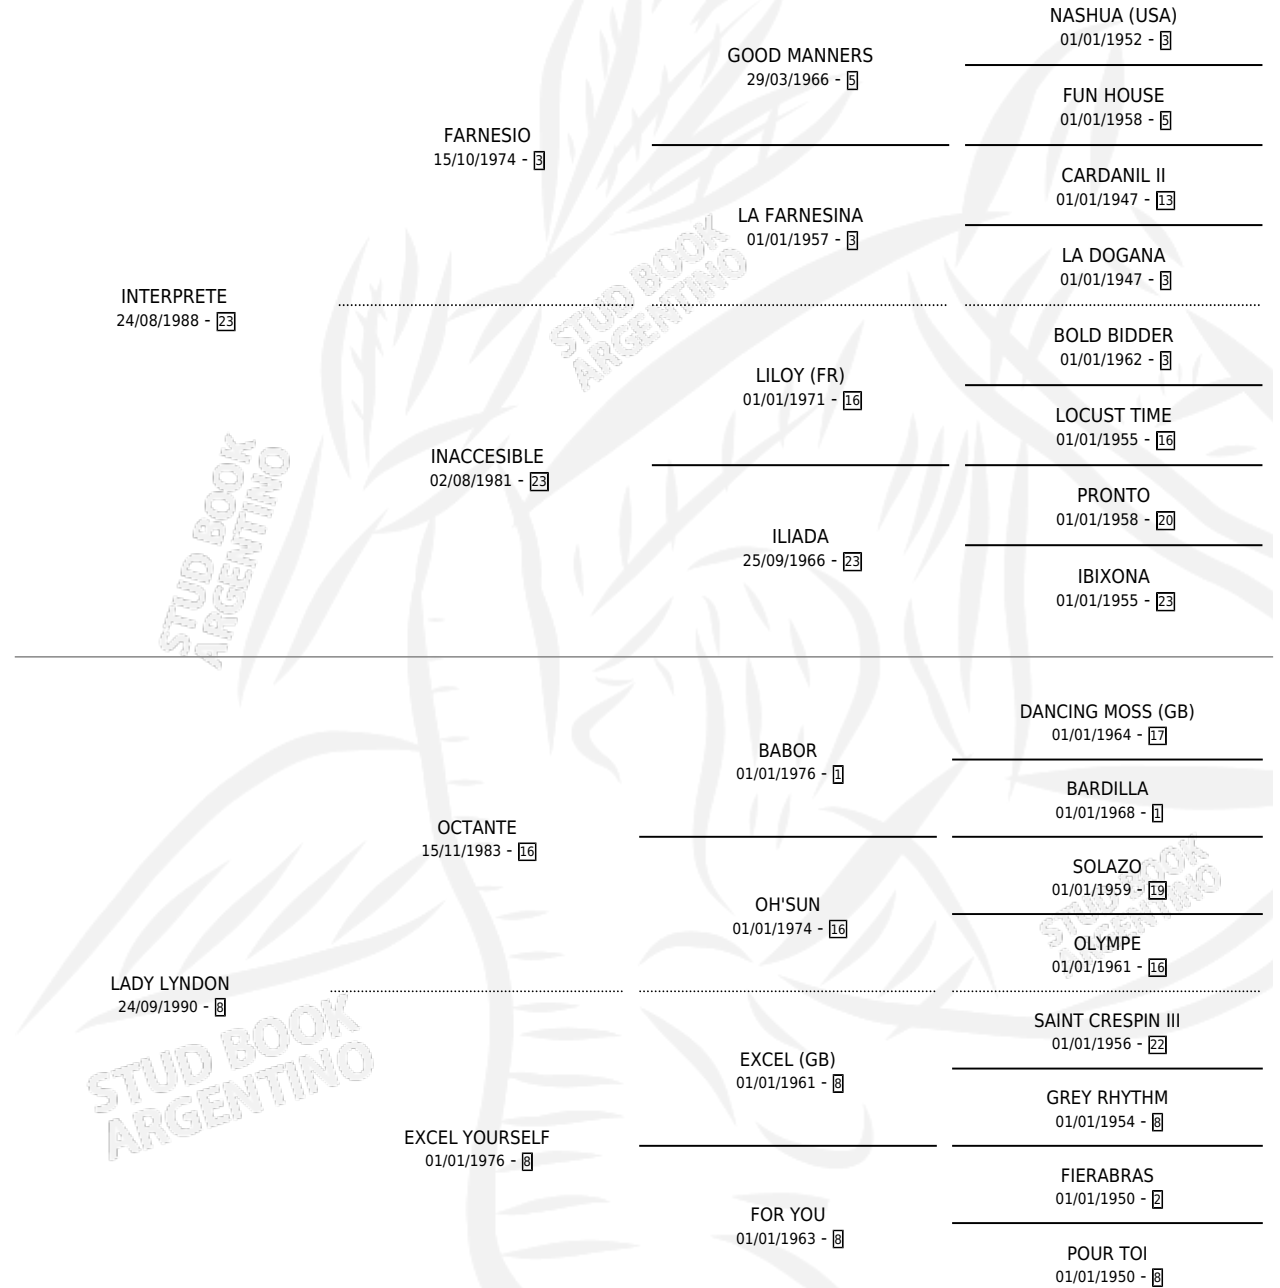 NASHUA (USA)
01/01/1952 - 3
GOOD MANNERS
29/03/1966 - 5
FUN HOUSE
01/01/1958 - 5
FARNESIO
15/10/1974 - 3
CARDANIL II
01/01/1947 - 13
LA FARNESINA
01/01/1957 - 3
LA DOGANA
01/01/1947 - 3
INTERPRETE
24/08/1988 - 23
BOLD BIDDER
01/01/1962 - 3
LILOY (FR)
01/01/1971 - 16
LOCUST TIME
01/01/1955 - 16
INACCESIBLE
02/08/1981 - 23
PRONTO
01/01/1958 - 20
ILIADA
25/09/1966 - 23
IBIXONA
01/01/1955 - 23
DANCING MOSS (GB)
01/01/1964 - 17
BABOR
01/01/1976 - 1
BARDILLA
01/01/1968 - 1
OCTANTE
15/11/1983 - 16
SOLAZO
01/01/1959 - 19
OH'SUN
01/01/1974 - 16
OLYMPE
01/01/1961 - 16
LADY LYNDON
24/09/1990 - 8
SAINT CRESPIN III
01/01/1956 - 22
EXCEL (GB)
01/01/1961 - 8
GREY RHYTHM
01/01/1954 - 8
EXCEL YOURSELF
01/01/1976 - 8
FIERABRAS
01/01/1950 - 2
FOR YOU
01/01/1963 - 8
POUR TOI
01/01/1950 - 8
STUD BOOK
ARGENTINO
STUD BOOK
ARGENTINO
STUD BOOK
ARGENTINO
STUD BOOK
ARGENTINO